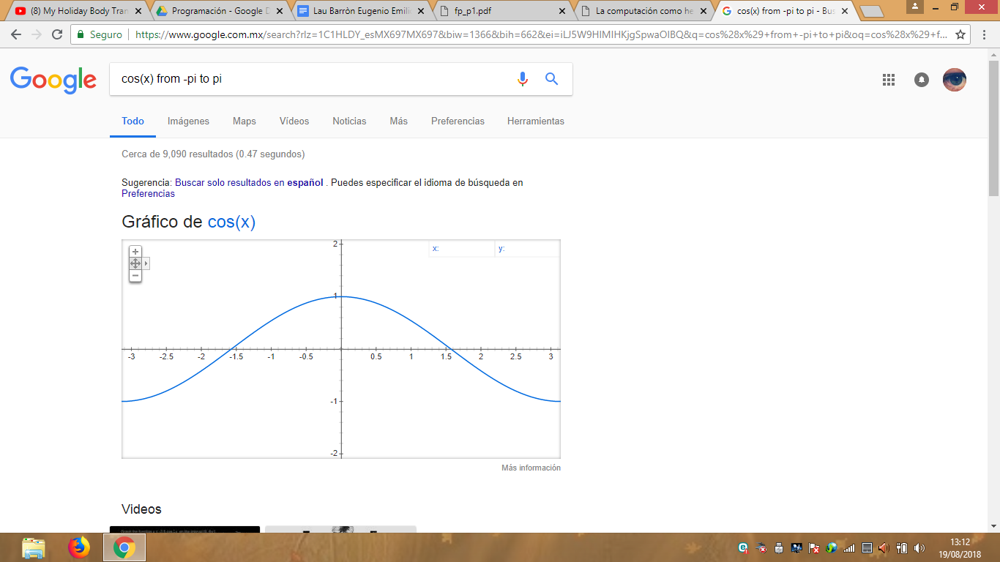 (8) My Holiday Body Tran
Programación - Google D
Lau Barròn Eugenio Emili
fp_p1.pdf
La computación como he
cos(x) from -pi to pi - Bus
Seguro
https://www.google.com.mx/search?rlz=1C1HLDY_esMX697MX697&biw=1366&bih=662&ei=iLJ5W9HIMIHKjgSpwaOIBQ&q=cos%28x%29+from+-pi+to+pi&oq=cos%28x%29+f...
Google
cos(x) from -pi to pi
Todo Imágenes Maps Vídeos Noticias Más Preferencias Herramientas
Cerca de 9,090 resultados (0.47 segundos)
Sugerencia: Buscar solo resultados en español . Puedes especificar el idioma de búsqueda en
Preferencias
Gráfico de cos(x)
2
x: y:
1
-3 -2.5 -2 -1.5 -1 -0.5 0.5 1 1.5 2 2.5 3
-1
-2
Más información
Videos
13:12
19/08/2018